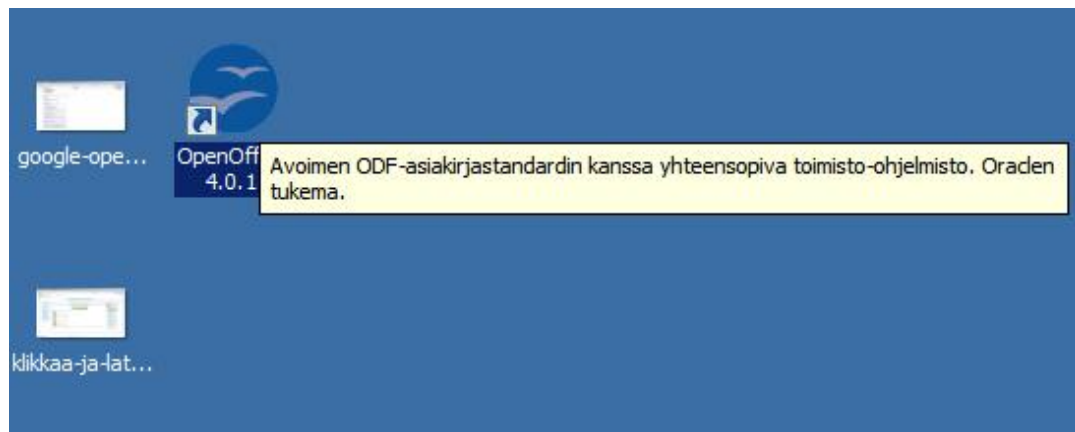 google-ope...
OpenOff
4.0.1
Avoimen ODF-asiakirjastandardin kanssa yhteensopiva toimisto-ohjelmisto. Oraclen
tukema.
klikkaa-ja-lat...